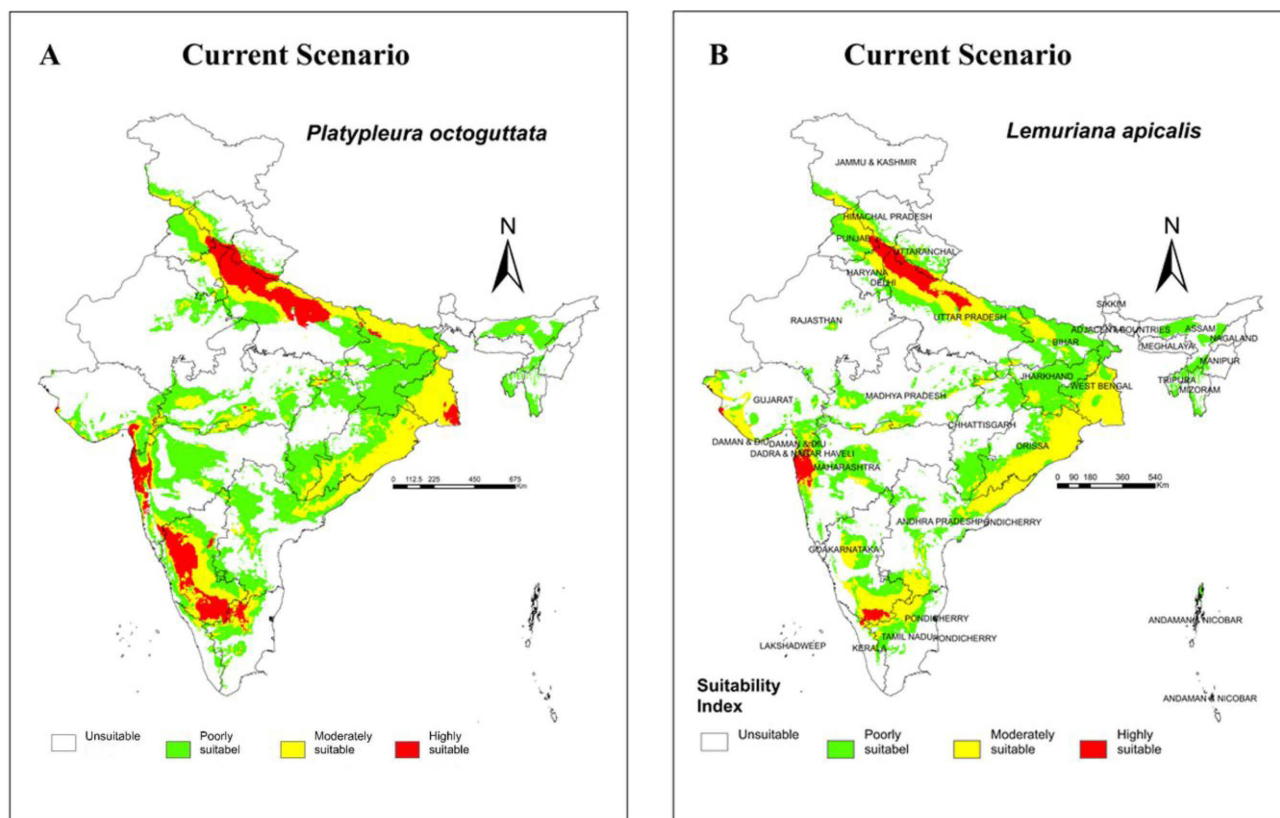 A
Current Scenario
Platypleura octoguttata
N
0 112.5 225 450 675
Km
Unsuitable
Poorly
suitabel
Moderately
suitable
Highly
suitable
B
Current Scenario
Lemuriana apicalis
JAMMU & KASHMIR
N
HIMACHAL PRADESH
PUNJAB
UTTARANCHAL
HARYANA
DELHI
SIKKIM
RAJASTHAN
UTTAR PRADESH
ADJACENT COUNTRIES
ASSAM
NAGALAND
BIHAR
MEGHALAYA
MANIPUR
JHARKHAND
TRIPURA
WEST BENGAL
MIZORAM
GUJARAT
MADHYA PRADESH
CHHATTISGARH
DAMAN & DIU
DAMAN & DIU
ORISSA
DADRA & NAGAR HAVELI
MAHARASHTRA
0 90 180 360 540
Km
ANDHRA PRADESH
PONDICHERRY
GOA
KARNATAKA
PONDICHERRY
ANDAMAN & NICOBAR
TAMIL NADU
PONDICHERRY
LAKSHADWEEP
KERALA
Suitability
Index
ANDAMAN & NICOBAR
Unsuitable
Poorly
suitabel
Moderately
suitable
Highly
suitable